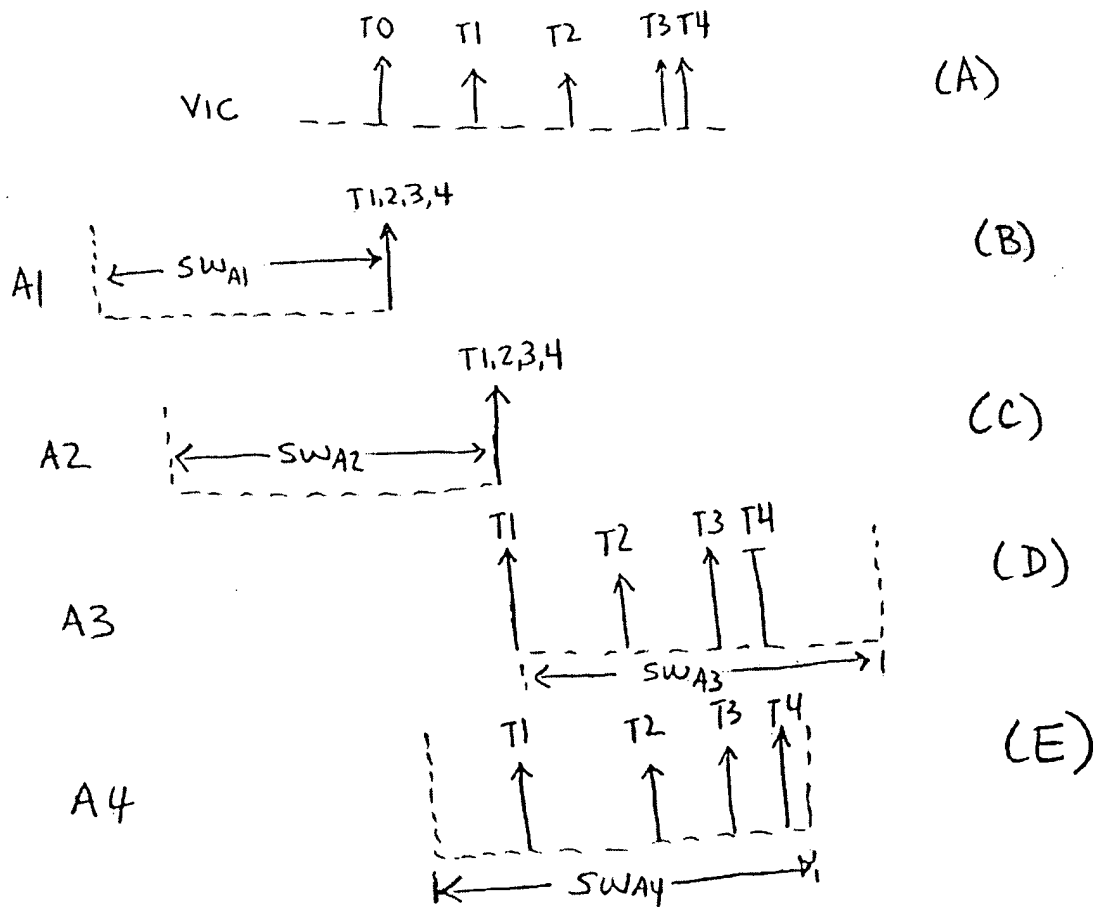 T0 T1 T2 T3 T4
VIC (A)
T1,2,3,4
A1 SWA1 (B)
T1,2,3,4
A2 SWA2 (C)
T1 T2 T3 T4
A3 (D)
SWA3
T1 T2 T3 T4
A4 (E)
SWA4